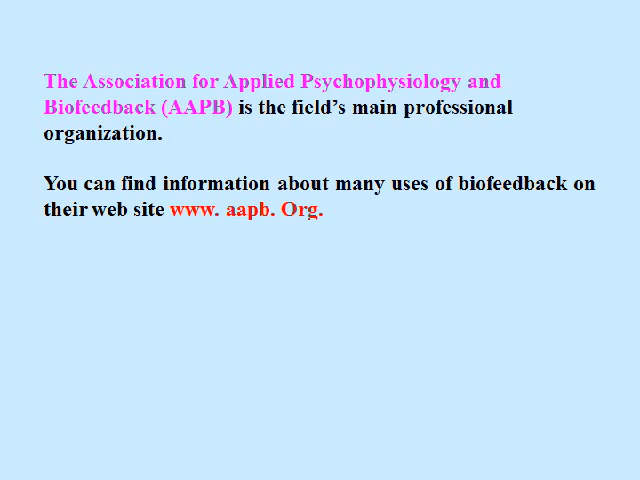 The Association for Applied Psychophysiology and
Biofeedback (AAPB) is the field’s main professional
organization.
You can find information about many uses of biofeedback on
their web site www. aapb. Org.